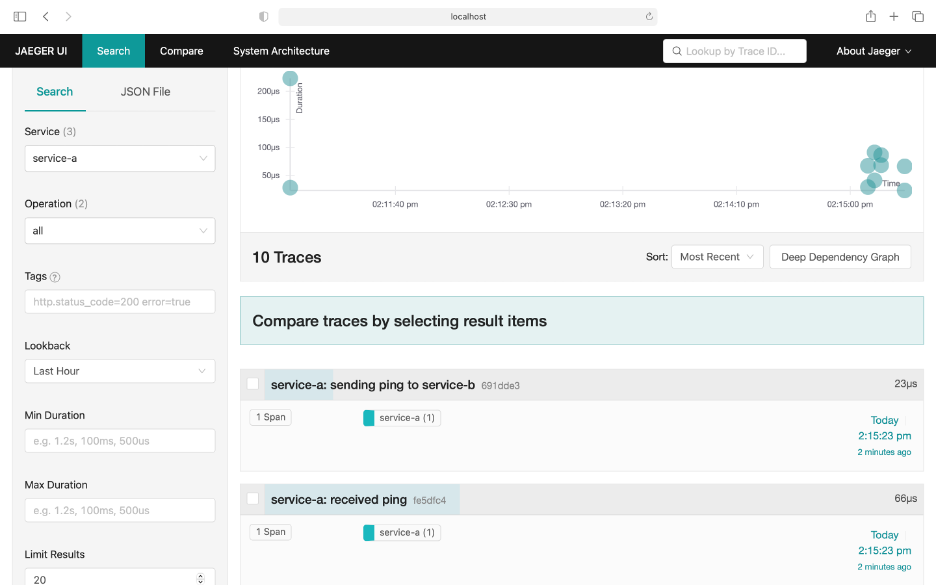 localhost
JAEGER UI Search Compare System Architecture Lookup by Trace ID... About Jaeger
Search JSON File
Service (3)
service-a
Operation (2)
all
Tags ?
http.status_code=200 error=true
Lookback
Last Hour
Min Duration
e.g. 1.2s, 100ms, 500us
Max Duration
e.g. 1.2s, 100ms, 500us
Limit Results
20
200μs
150μs
100μs
50μs
Duration
Time
02:11:40 pm 02:12:30 pm 02:13:20 pm 02:14:10 pm 02:15:00 pm
10 Traces Sort: Most Recent Deep Dependency Graph
Compare traces by selecting result items
service-a: sending ping to service-b 691dde3 23μs
1 Span service-a (1) Today
2:15:23 pm
2 minutes ago
service-a: received ping fe5dfc4 66μs
1 Span service-a (1) Today
2:15:23 pm
2 minutes ago